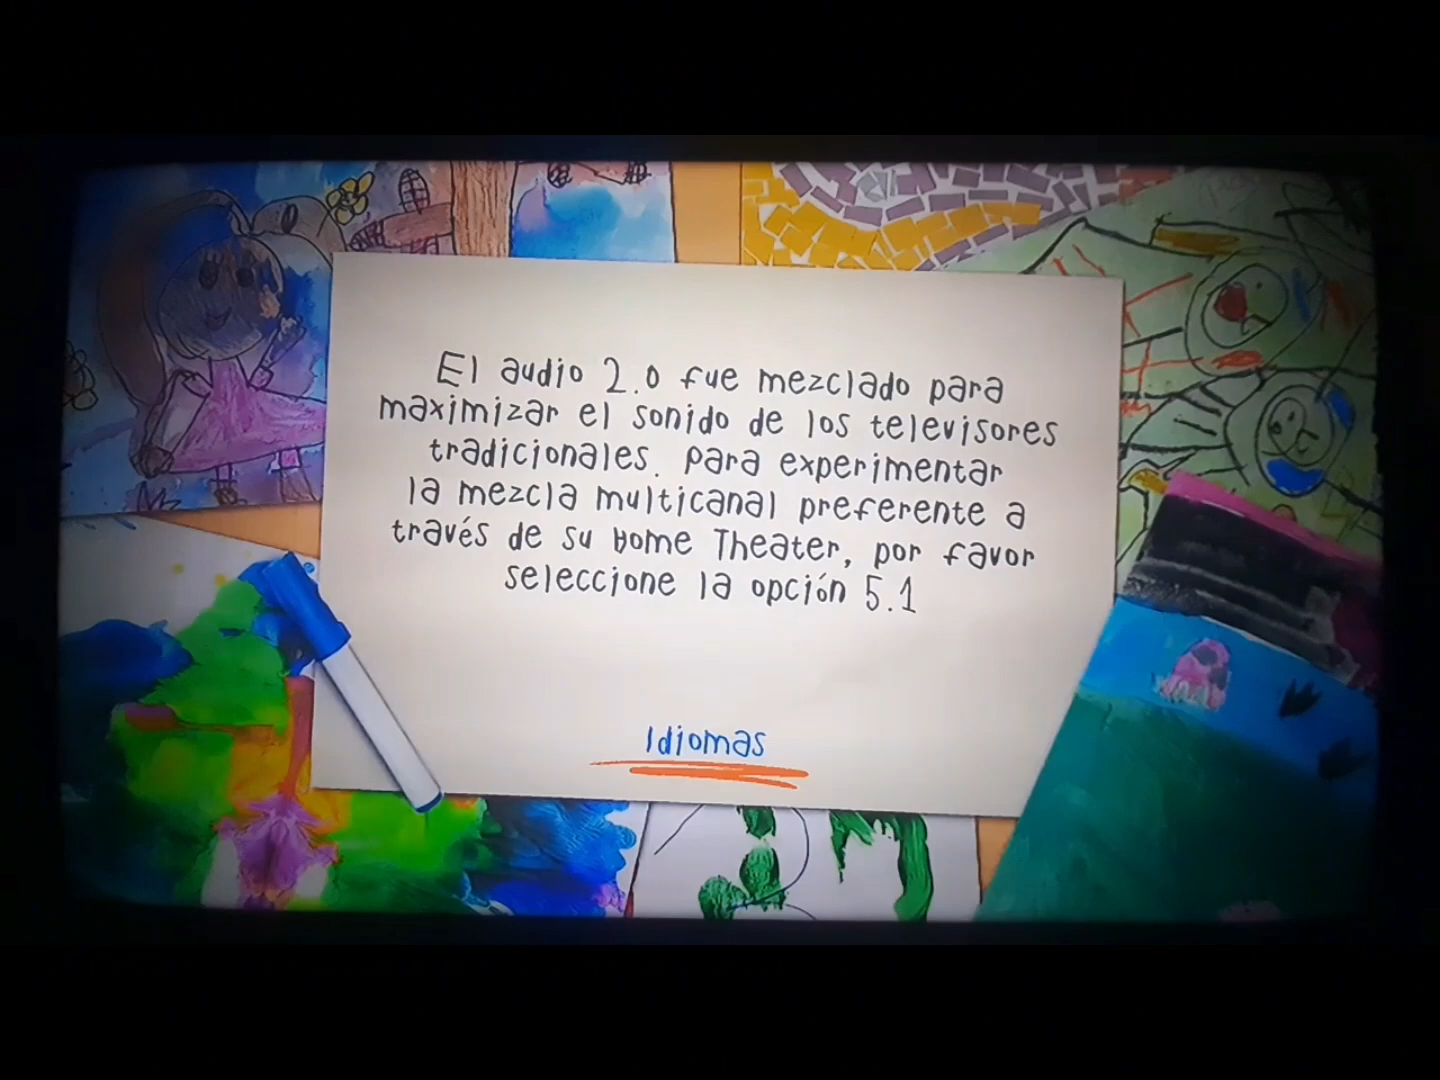 El audio 2.0 fue mezclado para
maximizar el sonido de los televisores
tradicionales. Para experimentar
la mezcla multicanal preferente a
través de su Home Theater, por favor
seleccione la opción 5.1
Idiomas